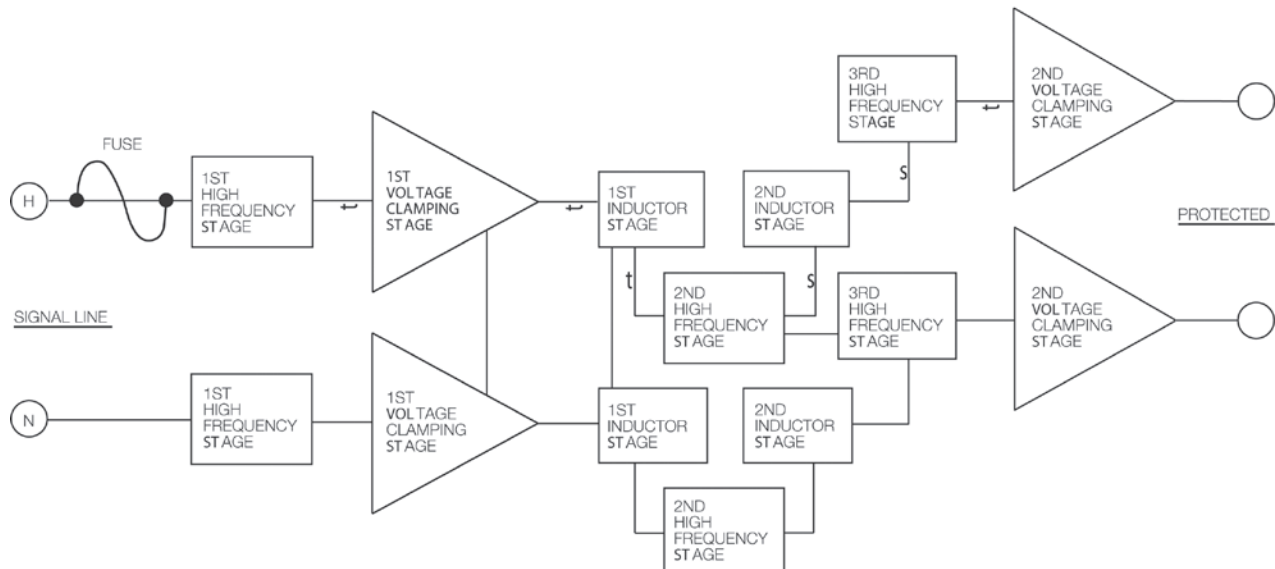 FUSE
H
1ST
HIGH
FREQUENCY
STAGE
t
1ST
VOLTAGE
CLAMPING
STAGE
t
1ST
INDUCTOR
STAGE
t
2ND
HIGH
FREQUENCY
STAGE
s
2ND
INDUCTOR
STAGE
s
3RD
HIGH
FREQUENCY
STAGE
t
2ND
VOLTAGE
CLAMPING
STAGE
PROTECTED
SIGNAL LINE
N
1ST
HIGH
FREQUENCY
STAGE
1ST
VOLTAGE
CLAMPING
STAGE
1ST
INDUCTOR
STAGE
2ND
HIGH
FREQUENCY
STAGE
2ND
INDUCTOR
STAGE
3RD
HIGH
FREQUENCY
STAGE
2ND
VOLTAGE
CLAMPING
STAGE